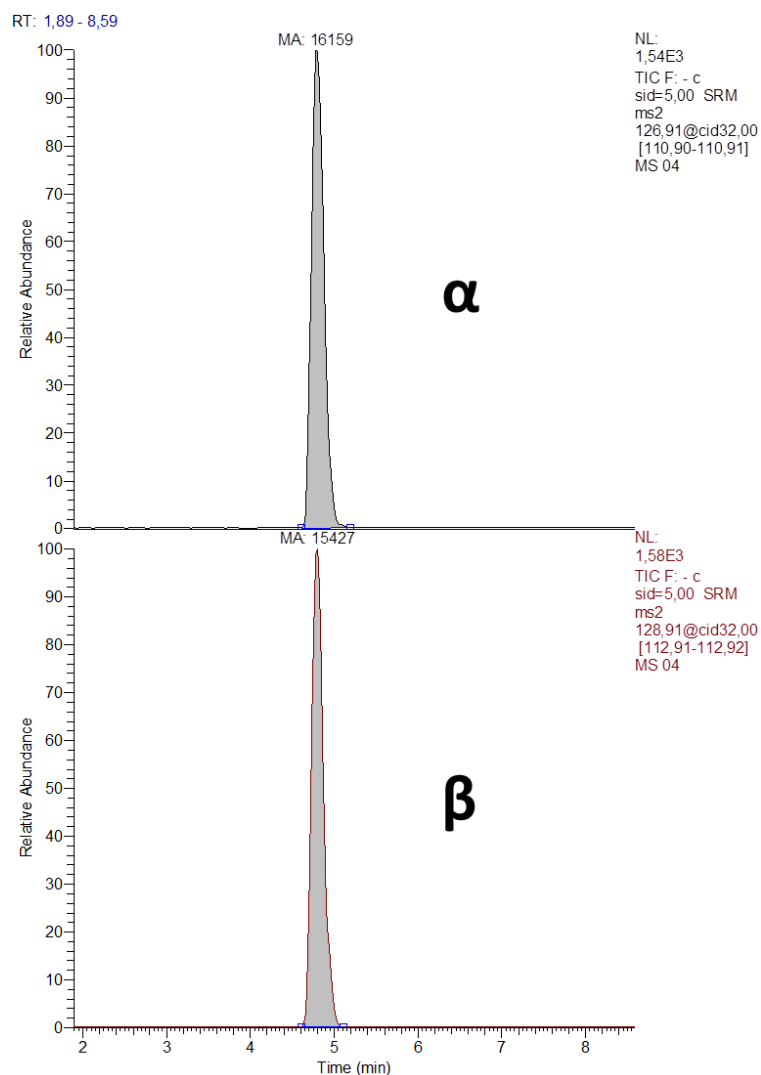 RT: 1,89 - 8,59
MA: 16159
NL:
1,54E3
TIC F: - c
sid=5,00 SRM
ms2
126,91@cid32,00
[110,90-110,91]
MS 04
100
90
80
70
60
50
40
30
20
10
0
Relative Abundance
α
MA: 15427
NL:
1,58E3
TIC F: - c
sid=5,00 SRM
ms2
128,91@cid32,00
[112,91-112,92]
MS 04
100
90
80
70
60
50
40
30
20
10
0
Relative Abundance
β
2 3 4 5 6 7 8
Time (min)